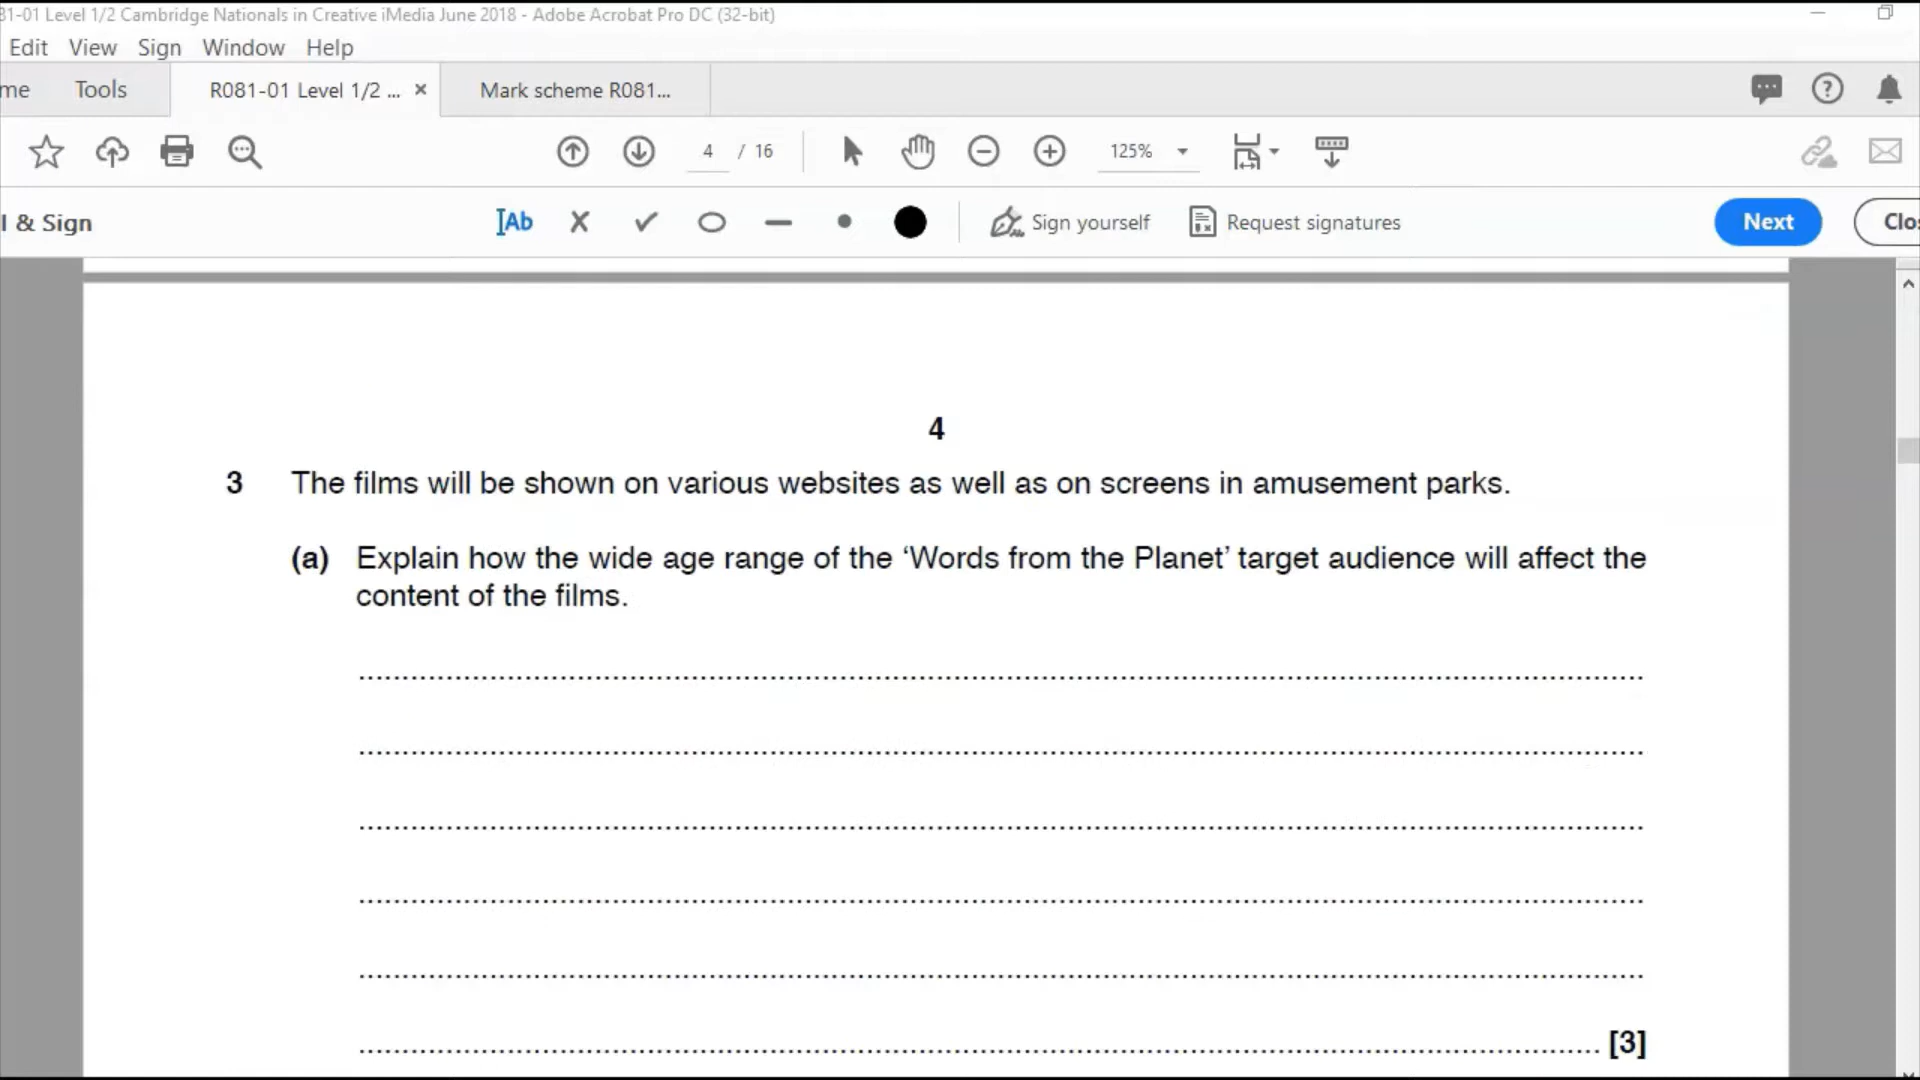 81-01 Level 1/2 Cambridge Nationals in Creative iMedia June 2018 - Adobe Acrobat Pro DC (32-bit)
Edit View Sign Window Help
me Tools R081-01 Level 1/2 ... × Mark scheme R081...
4 / 16 125%
l & Sign Ab Sign yourself Request signatures Next Clo
4
3 The films will be shown on various websites as well as on screens in amusement parks.
(a) Explain how the wide age range of the ‘Words from the Planet’ target audience will affect the
content of the films.
[3]